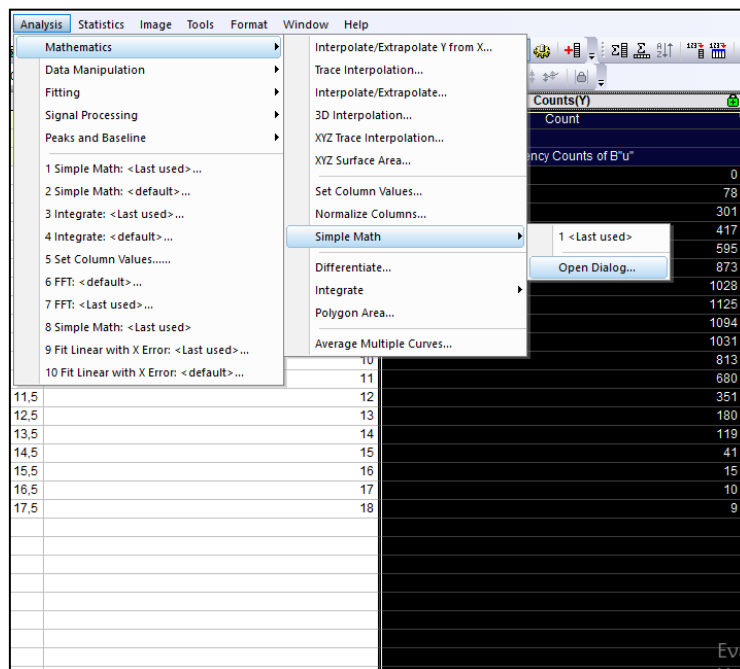 Analysis Statistics Image Tools Format Window Help
Mathematics
Data Manipulation
Fitting
Signal Processing
Peaks and Baseline
1 Simple Math: <Last used>...
2 Simple Math: <default>...
3 Integrate: <Last used>...
4 Integrate: <default>...
5 Set Column Values......
6 FFT: <default>...
7 FFT: <Last used>...
8 Simple Math: <Last used>
9 Fit Linear with X Error: <Last used>...
10 Fit Linear with X Error: <default>...
Interpolate/Extrapolate Y from X...
Trace Interpolation...
Interpolate/Extrapolate...
3D Interpolation...
XYZ Trace Interpolation...
XYZ Surface Area...
Set Column Values...
Normalize Columns...
Simple Math
Differentiate...
Integrate
Polygon Area...
Average Multiple Curves...
1 <Last used>
Open Dialog...
Counts(Y)
Count
ency Counts of B"u"
0
78
301
417
595
873
1028
1125
1094
1031
10 813
11 680
11,5 12 351
12,5 13 180
13,5 14 119
14,5 15 41
15,5 16 15
16,5 17 10
17,5 18 9